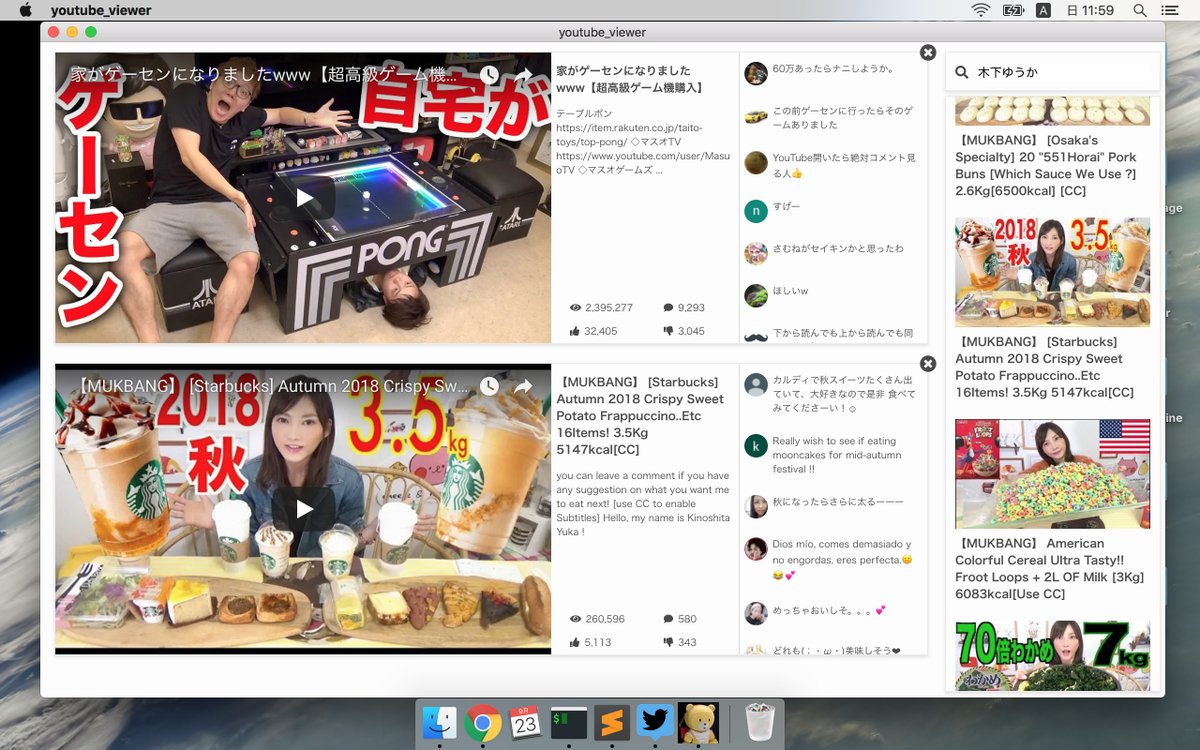 youtube_viewer
A
日 11:59
youtube_viewer
家がゲーセンになりましたwww【超高級ゲーム機...
自宅が
ゲーセン
PONG
ATARI
ATARI
家がゲーセンになりました
www【超高級ゲーム機購入】
テーブルポン
https://item.rakuten.co.jp/taito-
toys/top-pong/ ◇マスオTV
https://www.youtube.com/user/Masu
oTV ◇マスオゲームズ ...
2,395,277
9,293
32,405
3,045
60万あったらナニしようか。
この前ゲーセンに行ったらそのゲ
ームありました
YouTube開いたら絶対コメント見
る人👍
n
すげー
さむねがセイキンかと思ったわ
ほしいw
下から読んでも上から読んでも同
【MUKBANG】 [Starbucks] Autumn 2018 Crispy Sw...
2018
秋
3.5kg
【MUKBANG】 [Starbucks]
Autumn 2018 Crispy Sweet
Potato Frappuccino..Etc
16Items! 3.5Kg
5147kcal[CC]
you can leave a comment if you have
any suggestion on what you want me
to eat next! [use CC to enable
Subtitles] Hello, my name is Kinoshita
Yuka !
260,596
580
5,113
343
カルディで秋スイーツたくさん出
ていて、大好きなので是非 食べて
みてくださーい！☺
k
Really wish to see if eating
mooncakes for mid-autumn
festival !!
秋になったらさらに太るーーー
Dios mío, comes demasiado y
no engordas, eres perfecta.😑
😂💕
めっちゃおいしそ。。。💕
どれも(；・ω・)美味しそう❤
木下ゆうか
【MUKBANG】 [Osaka's
Specialty] 20 "551Horai" Pork
Buns [Which Sauce We Use ?]
2.6Kg[6500kcal] [CC]
2018
秋
3.5kg
【MUKBANG】 [Starbucks]
Autumn 2018 Crispy Sweet
Potato Frappuccino..Etc
16Items! 3.5Kg 5147kcal[CC]
FROOT LOOPS
【MUKBANG】 American
Colorful Cereal Ultra Tasty!!
Froot Loops + 2L OF Milk [3Kg]
6083kcal[Use CC]
70倍わかめ
7kg
わかめ
age
r
ine
9月
23
$